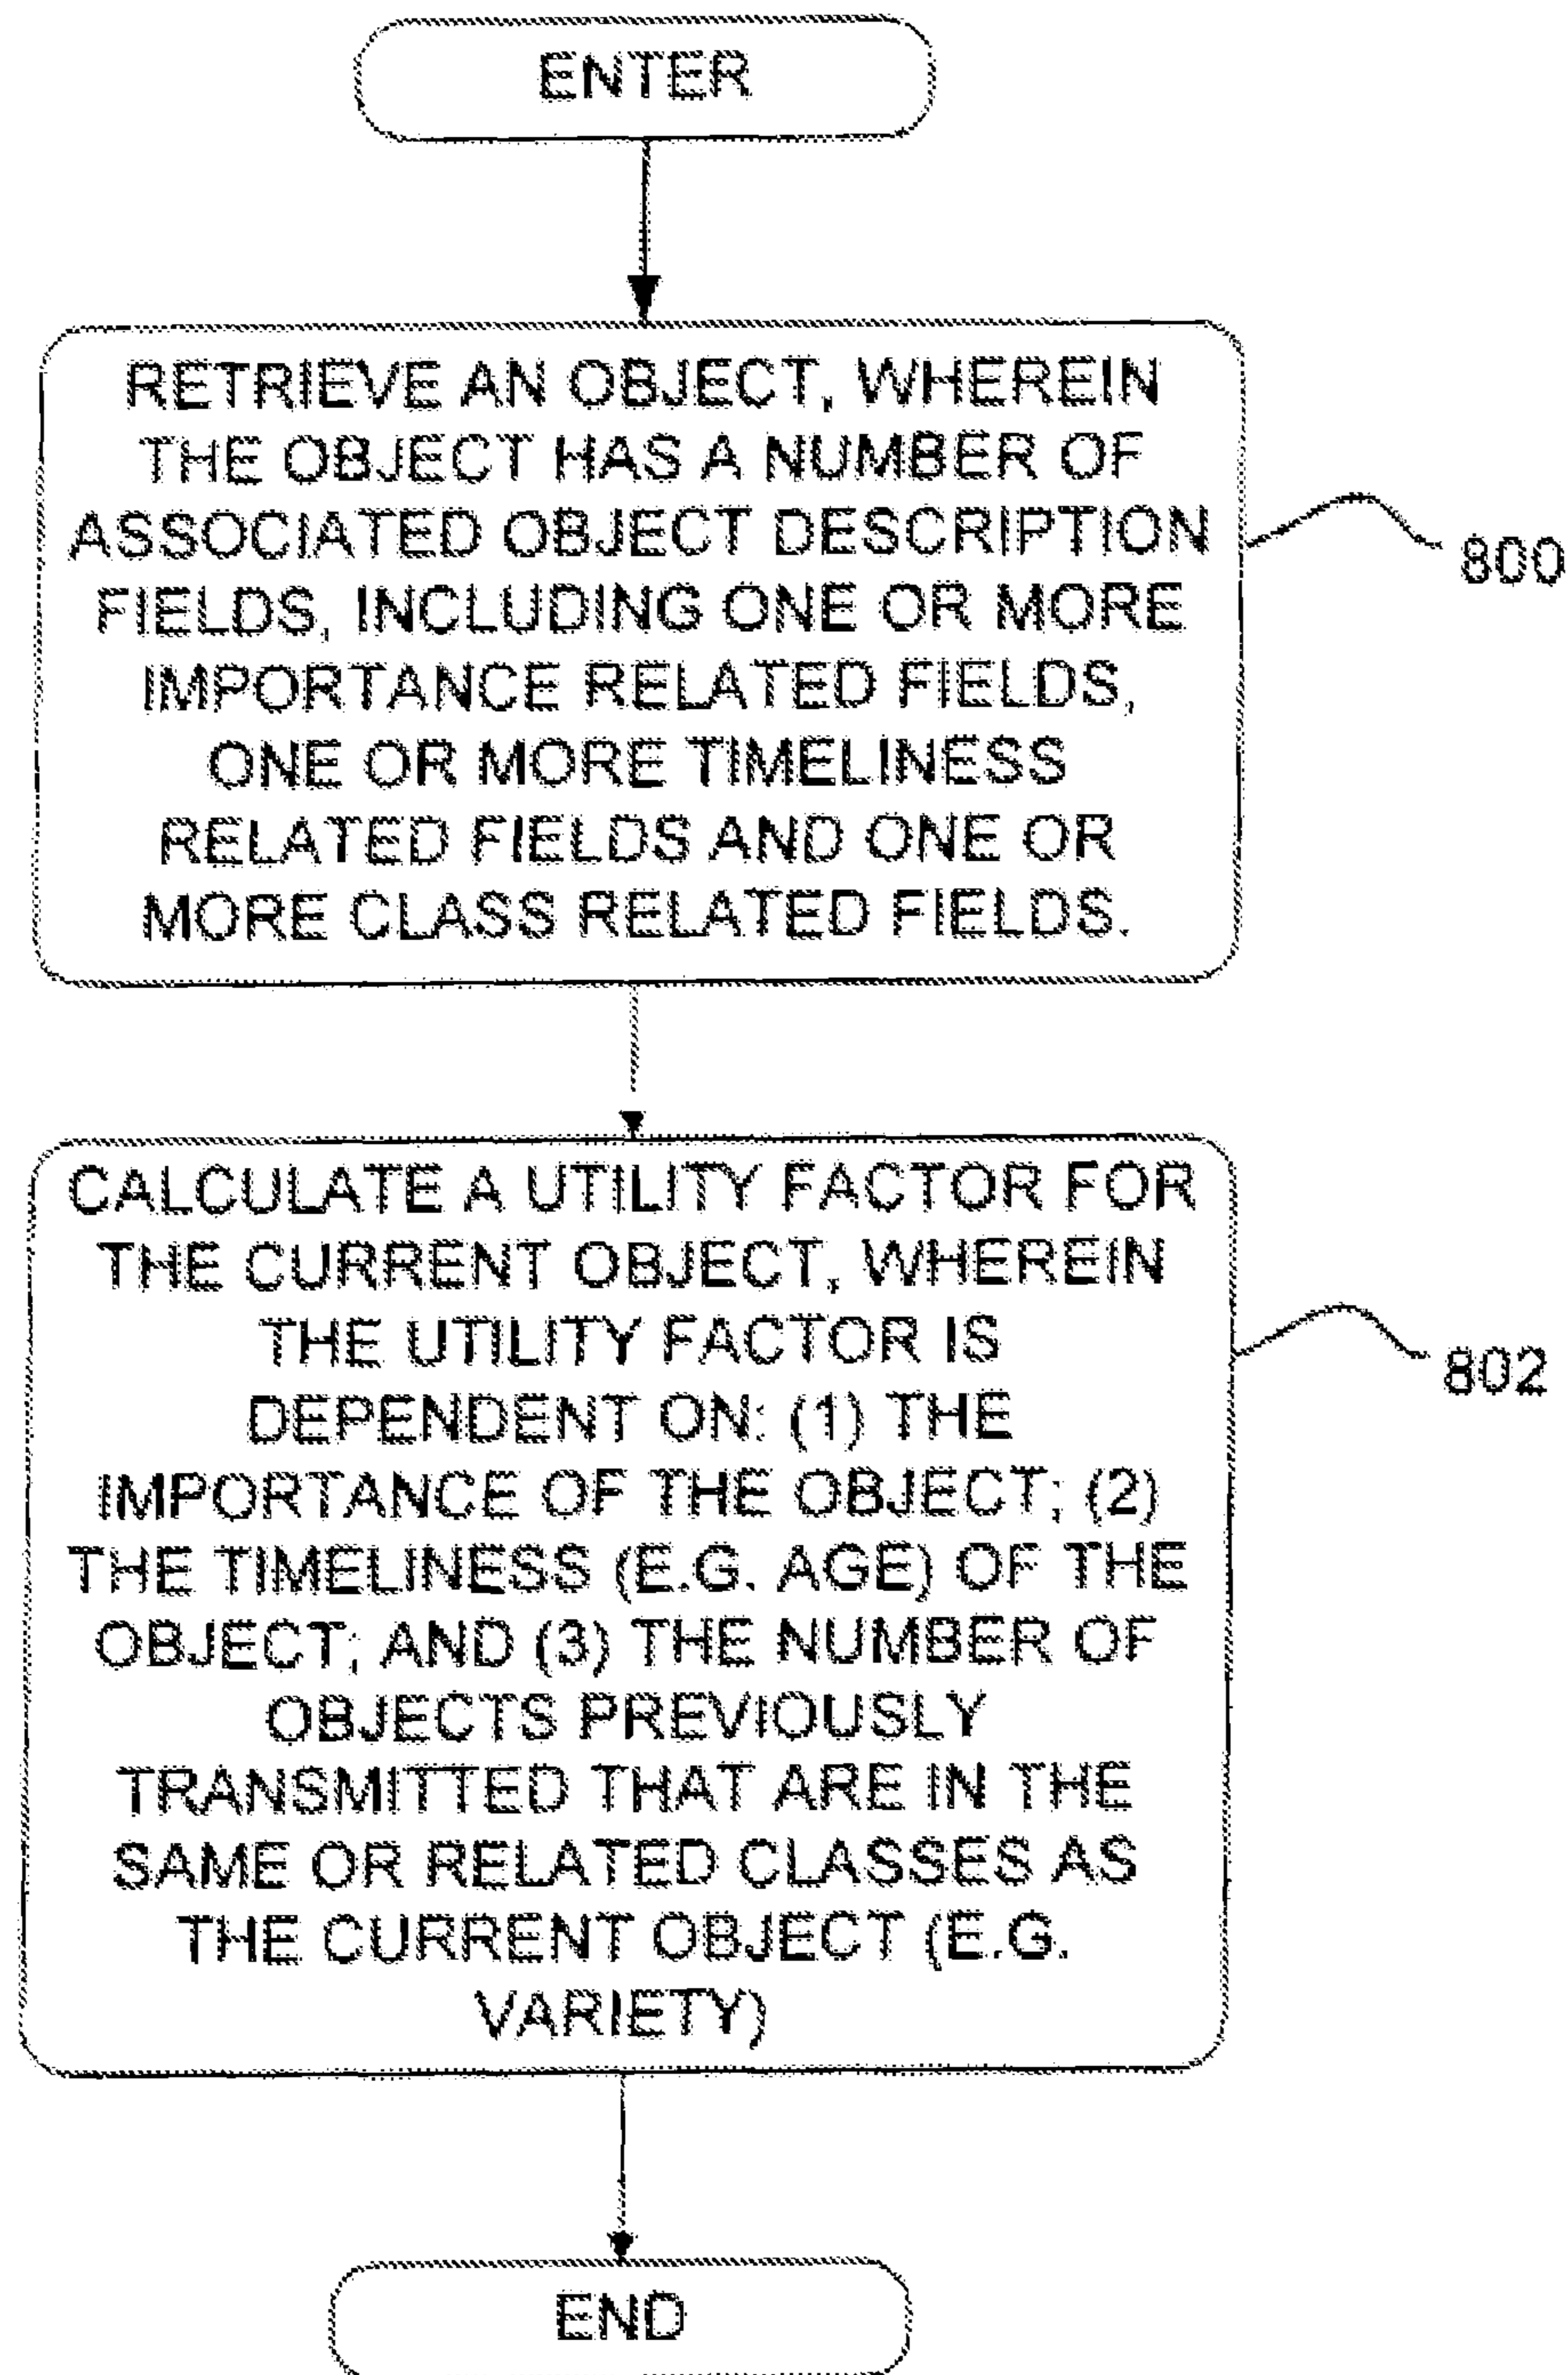 ENTER
RETRIEVE AN OBJECT, WHEREIN
THE OBJECT HAS A NUMBER OF
ASSOCIATED OBJECT DESCRIPTION
FIELDS, INCLUDING ONE OR MORE
IMPORTANCE RELATED FIELDS,
ONE OR MORE TIMELINESS
RELATED FIELDS AND ONE OR
MORE CLASS RELATED FIELDS.
800
CALCULATE A UTILITY FACTOR FOR
THE CURRENT OBJECT, WHEREIN
THE UTILITY FACTOR IS
DEPENDENT ON: (1) THE
IMPORTANCE OF THE OBJECT; (2)
THE TIMELINESS (E.G. AGE) OF THE
OBJECT; AND (3) THE NUMBER OF
OBJECTS PREVIOUSLY
TRANSMITTED THAT ARE IN THE
SAME OR RELATED CLASSES AS
THE CURRENT OBJECT (E.G.
VARIETY)
802
END